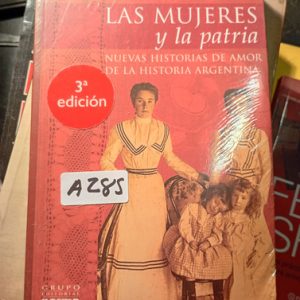 LAS MUJERES
y la patria
NUEVAS HISTORIAS DE AMOR
DE LA HISTORIA ARGENTINA
3ª
edición
A285
GRUPO
EDITORIAL